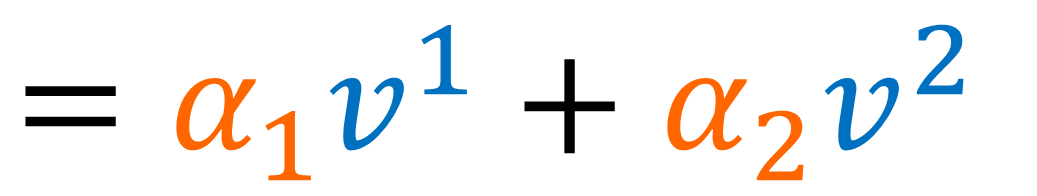 = α₁v¹ + α₂v²